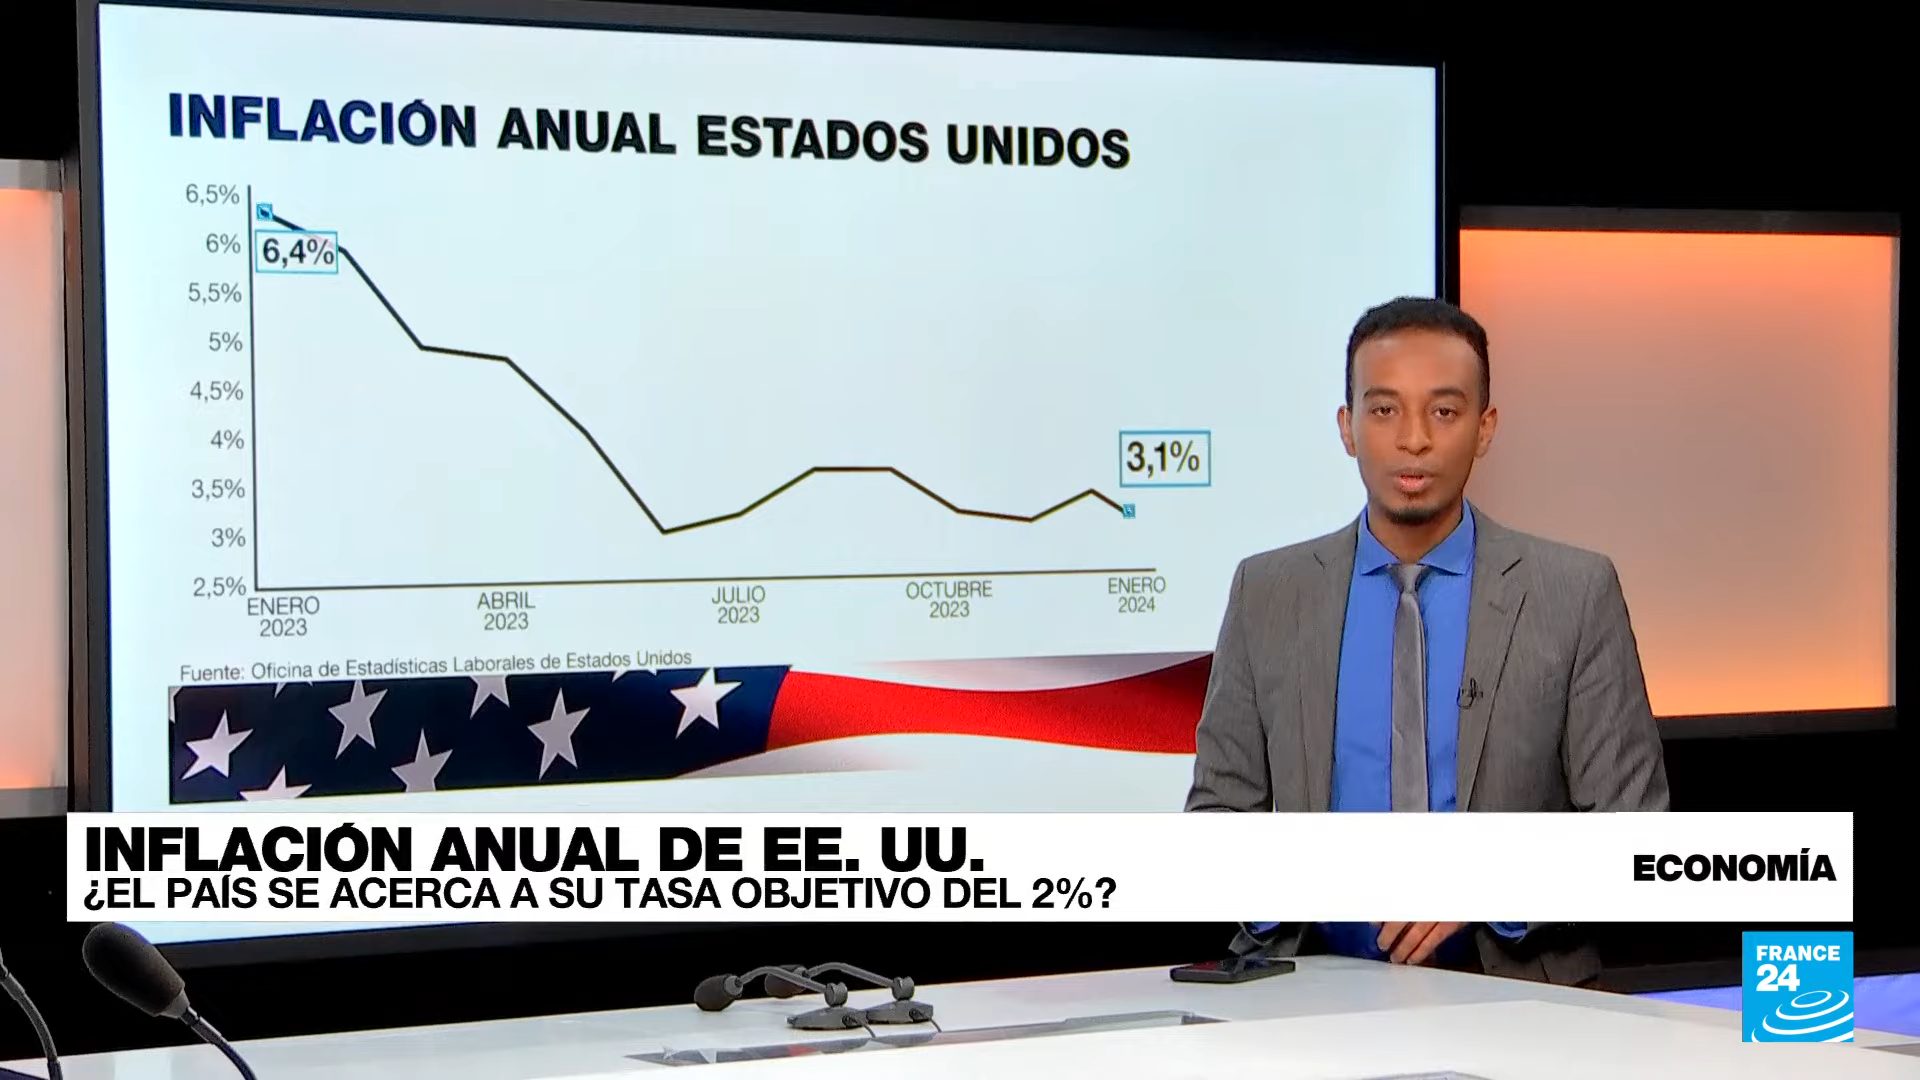 INFLACIÓN ANUAL ESTADOS UNIDOS
6,5%
6%
5,5%
5%
4,5%
4%
3,5%
3%
2,5%
6,4%
3,1%
ENERO
2023
ABRIL
2023
JULIO
2023
OCTUBRE
2023
ENERO
2024
Fuente: Oficina de Estadísticas Laborales de Estados Unidos
INFLACIÓN ANUAL DE EE. UU.
¿EL PAÍS SE ACERCA A SU TASA OBJETIVO DEL 2%?
ECONOMÍA
FRANCE
24